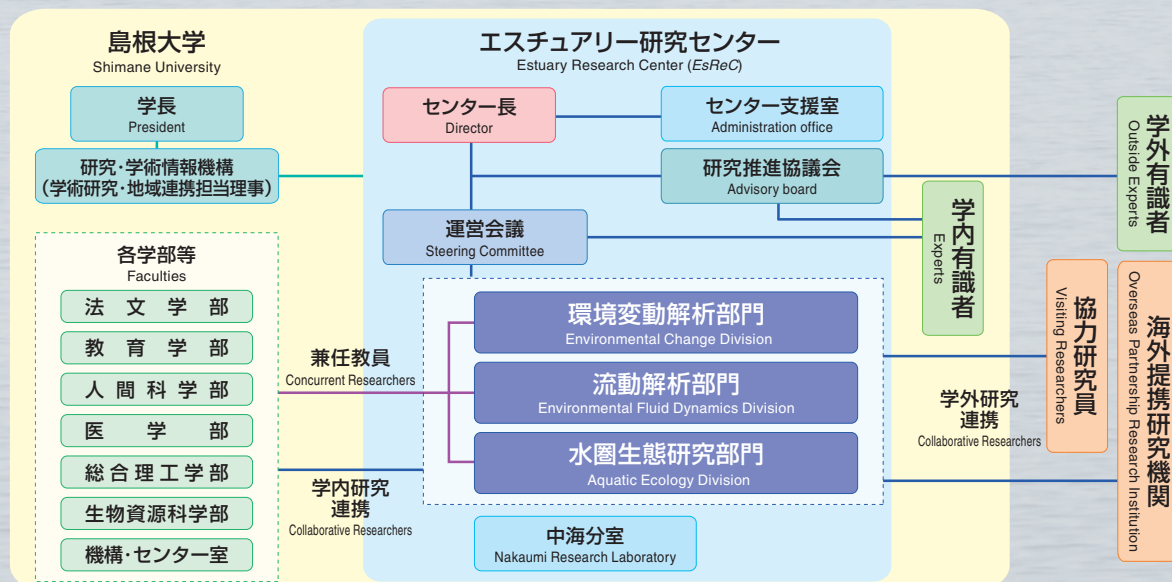 島根大学
Shimane University
学長
President
研究・学術情報機構
(学術研究・地域連携担当理事)
各学部等
Faculties
法文学部
教育学部
人間科学部
医学部
総合理工学部
生物資源科学部
機構・センター室
兼任教員
Concurrent Researchers
学内研究
連携
Collaborative Researchers
エスチュアリー研究センター
Estuary Research Center (EsReC)
センター長
Director
センター支援室
Administration office
研究推進協議会
Advisory board
運営会議
Steering Committee
環境変動解析部門
Environmental Change Division
流動解析部門
Environmental Fluid Dynamics Division
水圏生態研究部門
Aquatic Ecology Division
中海分室
Nakaumi Research Laboratory
学内有識者
Experts
学外研究
連携
Collaborative Researchers
協力研究員
Visiting Researchers
学外有識者
Outside Experts
海外提携研究機関
Overseas Partnership Research Institution